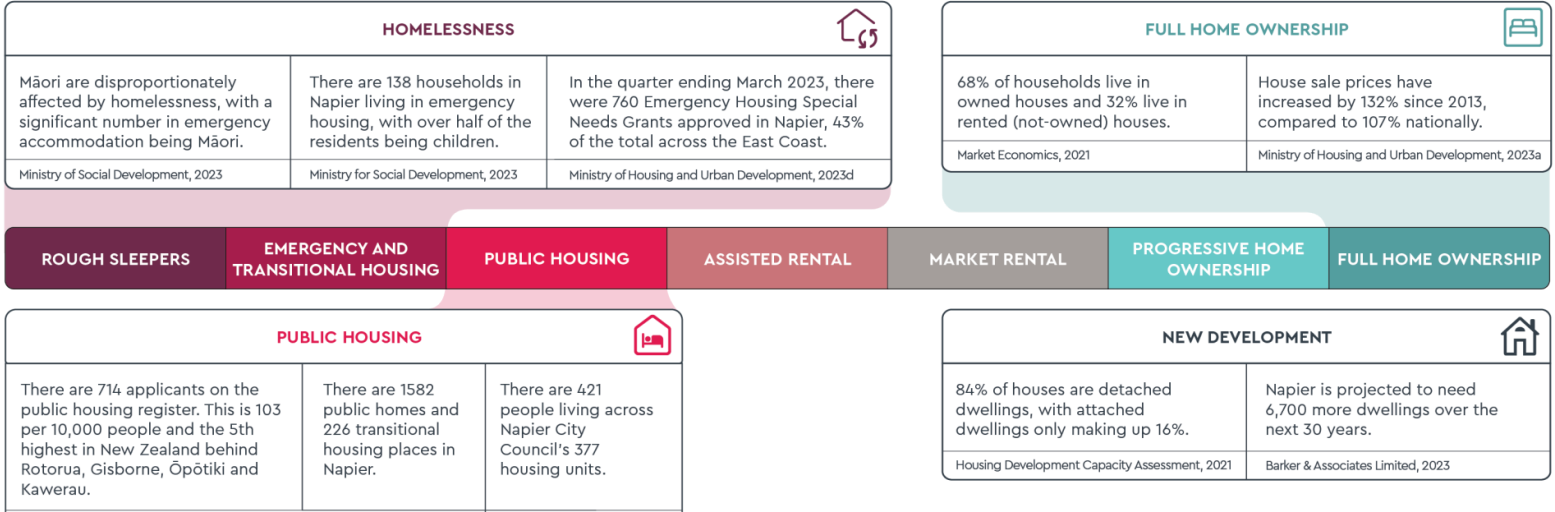 HOMELESSNESS
Māori are disproportionately
affected by homelessness, with a
significant number in emergency
accommodation being Māori.
Ministry of Social Development, 2023
There are 138 households in
Napier living in emergency
housing, with over half of the
residents being children.
Ministry for Social Development, 2023
In the quarter ending March 2023, there
were 760 Emergency Housing Special
Needs Grants approved in Napier, 43%
of the total across the East Coast.
Ministry of Housing and Urban Development, 2023d
FULL HOME OWNERSHIP
68% of households live in
owned houses and 32% live in
rented (not-owned) houses.
Market Economics, 2021
House sale prices have
increased by 132% since 2013,
compared to 107% nationally.
Ministry of Housing and Urban Development, 2023a
ROUGH SLEEPERS
EMERGENCY AND
TRANSITIONAL HOUSING
PUBLIC HOUSING
ASSISTED RENTAL
MARKET RENTAL
PROGRESSIVE HOME
OWNERSHIP
FULL HOME OWNERSHIP
PUBLIC HOUSING
There are 714 applicants on the
public housing register. This is 103
per 10,000 people and the 5th
highest in New Zealand behind
Rotorua, Gisborne, Ōpōtiki and
Kawerau.
There are 1582
public homes and
226 transitional
housing places in
Napier.
There are 421
people living across
Napier City
Council's 377
housing units.
NEW DEVELOPMENT
84% of houses are detached
dwellings, with attached
dwellings only making up 16%.
Housing Development Capacity Assessment, 2021
Napier is projected to need
6,700 more dwellings over the
next 30 years.
Barker & Associates Limited, 2023